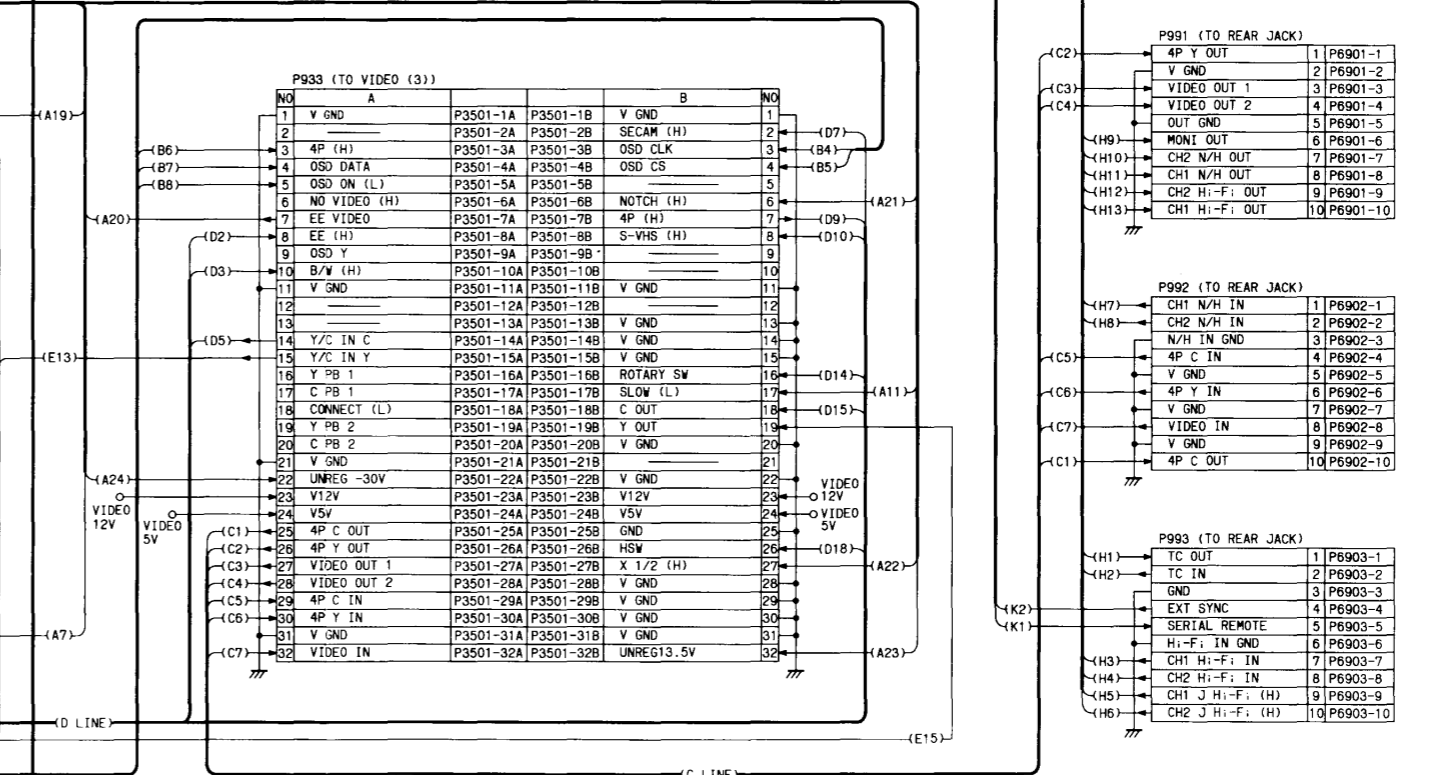 P933 (TO VIDEO (3))
NO A B NO
1 V GND P3501-1A P3501-1B V GND 1
2 P3501-2A P3501-2B SECAM (H) 2 (D7)
(B6) 3 4P (H) P3501-3A P3501-3B OSD CLK 3 (B4)
(B7) 4 OSD DATA P3501-4A P3501-4B OSD CS 4 (B5)
(B8) 5 OSD ON (L) P3501-5A P3501-5B 5
6 NO VIDEO (H) P3501-6A P3501-6B NOTCH (H) 6 (A21)
(A20) 7 EE VIDEO P3501-7A P3501-7B 4P (H) 7 (D9)
(D2) 8 EE (H) P3501-8A P3501-8B S-VHS (H) 8 (D10)
9 OSD Y P3501-9A P3501-9B 9
(D3) 10 B/W (H) P3501-10A P3501-10B 10
11 V GND P3501-11A P3501-11B V GND 11
12 P3501-12A P3501-12B 12
13 P3501-13A P3501-13B V GND 13
(D5) 14 Y/C IN C P3501-14A P3501-14B V GND 14
(E13) 15 Y/C IN Y P3501-15A P3501-15B V GND 15
16 Y PB 1 P3501-16A P3501-16B ROTARY SW 16 (D14)
17 C PB 1 P3501-17A P3501-17B SLOW (L) 17 (A11)
18 CONNECT (L) P3501-18A P3501-18B C OUT 18 (D15)
19 Y PB 2 P3501-19A P3501-19B Y OUT 19
20 C PB 2 P3501-20A P3501-20B V GND 20
21 V GND P3501-21A P3501-21B 21
(A24) 22 UNREG -30V P3501-22A P3501-22B V GND 22
VIDEO 12V 23 V12V P3501-23A P3501-23B V12V 23 VIDEO 12V
VIDEO 5V 24 V5V P3501-24A P3501-24B V5V 24 VIDEO 5V
(C1) 25 4P C OUT P3501-25A P3501-25B GND 25
(C2) 26 4P Y OUT P3501-26A P3501-26B HSW 26 (D18)
(C3) 27 VIDEO OUT 1 P3501-27A P3501-27B X 1/2 (H) 27 (A22)
(C4) 28 VIDEO OUT 2 P3501-28A P3501-28B V GND 28
(C5) 29 4P C IN P3501-29A P3501-29B V GND 29
(C6) 30 4P Y IN P3501-30A P3501-30B V GND 30
31 V GND P3501-31A P3501-31B V GND 31
(C7) 32 VIDEO IN P3501-32A P3501-32B UNREG13.5V 32 (A23)
(A19)
(A7)
(D LINE)
(E15)
(C LINE)
P991 (TO REAR JACK)
(C2) 4P Y OUT 1 P6901-1
V GND 2 P6901-2
(C3) VIDEO OUT 1 3 P6901-3
(C4) VIDEO OUT 2 4 P6901-4
OUT GND 5 P6901-5
(H9) MONI OUT 6 P6901-6
(H10) CH2 N/H OUT 7 P6901-7
(H11) CH1 N/H OUT 8 P6901-8
(H12) CH2 Hi-Fi OUT 9 P6901-9
(H13) CH1 Hi-Fi OUT 10 P6901-10
P992 (TO REAR JACK)
(H7) CH1 N/H IN 1 P6902-1
(H8) CH2 N/H IN 2 P6902-2
N/H IN GND 3 P6902-3
(C5) 4P C IN 4 P6902-4
V GND 5 P6902-5
(C6) 4P Y IN 6 P6902-6
V GND 7 P6902-7
(C7) VIDEO IN 8 P6902-8
V GND 9 P6902-9
(C1) 4P C OUT 10 P6902-10
P993 (TO REAR JACK)
(H1) TC OUT 1 P6903-1
(H2) TC IN 2 P6903-2
GND 3 P6903-3
(K2) EXT SYNC 4 P6903-4
(K1) SERIAL REMOTE 5 P6903-5
Hi-Fi IN GND 6 P6903-6
(H3) CH1 Hi-Fi IN 7 P6903-7
(H4) CH2 Hi-Fi IN 8 P6903-8
(H5) CH1 J Hi-Fi (H) 9 P6903-9
(H6) CH2 J Hi-Fi (H) 10 P6903-10